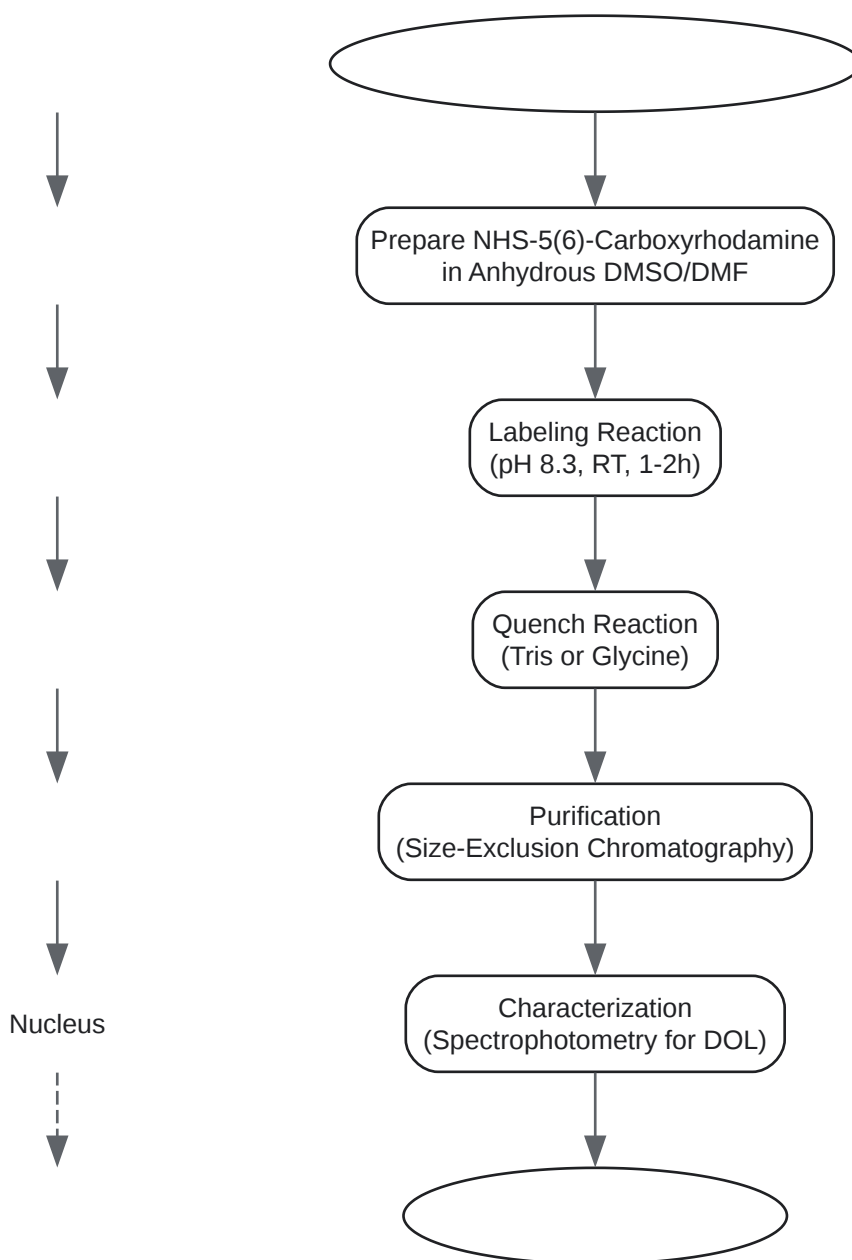 Prepare NHS-5(6)-Carboxyrhodamine
in Anhydrous DMSO/DMF
Labeling Reaction
(pH 8.3, RT, 1-2h)
Quench Reaction
(Tris or Glycine)
Purification
(Size-Exclusion Chromatography)
Nucleus
Characterization
(Spectrophotometry for DOL)